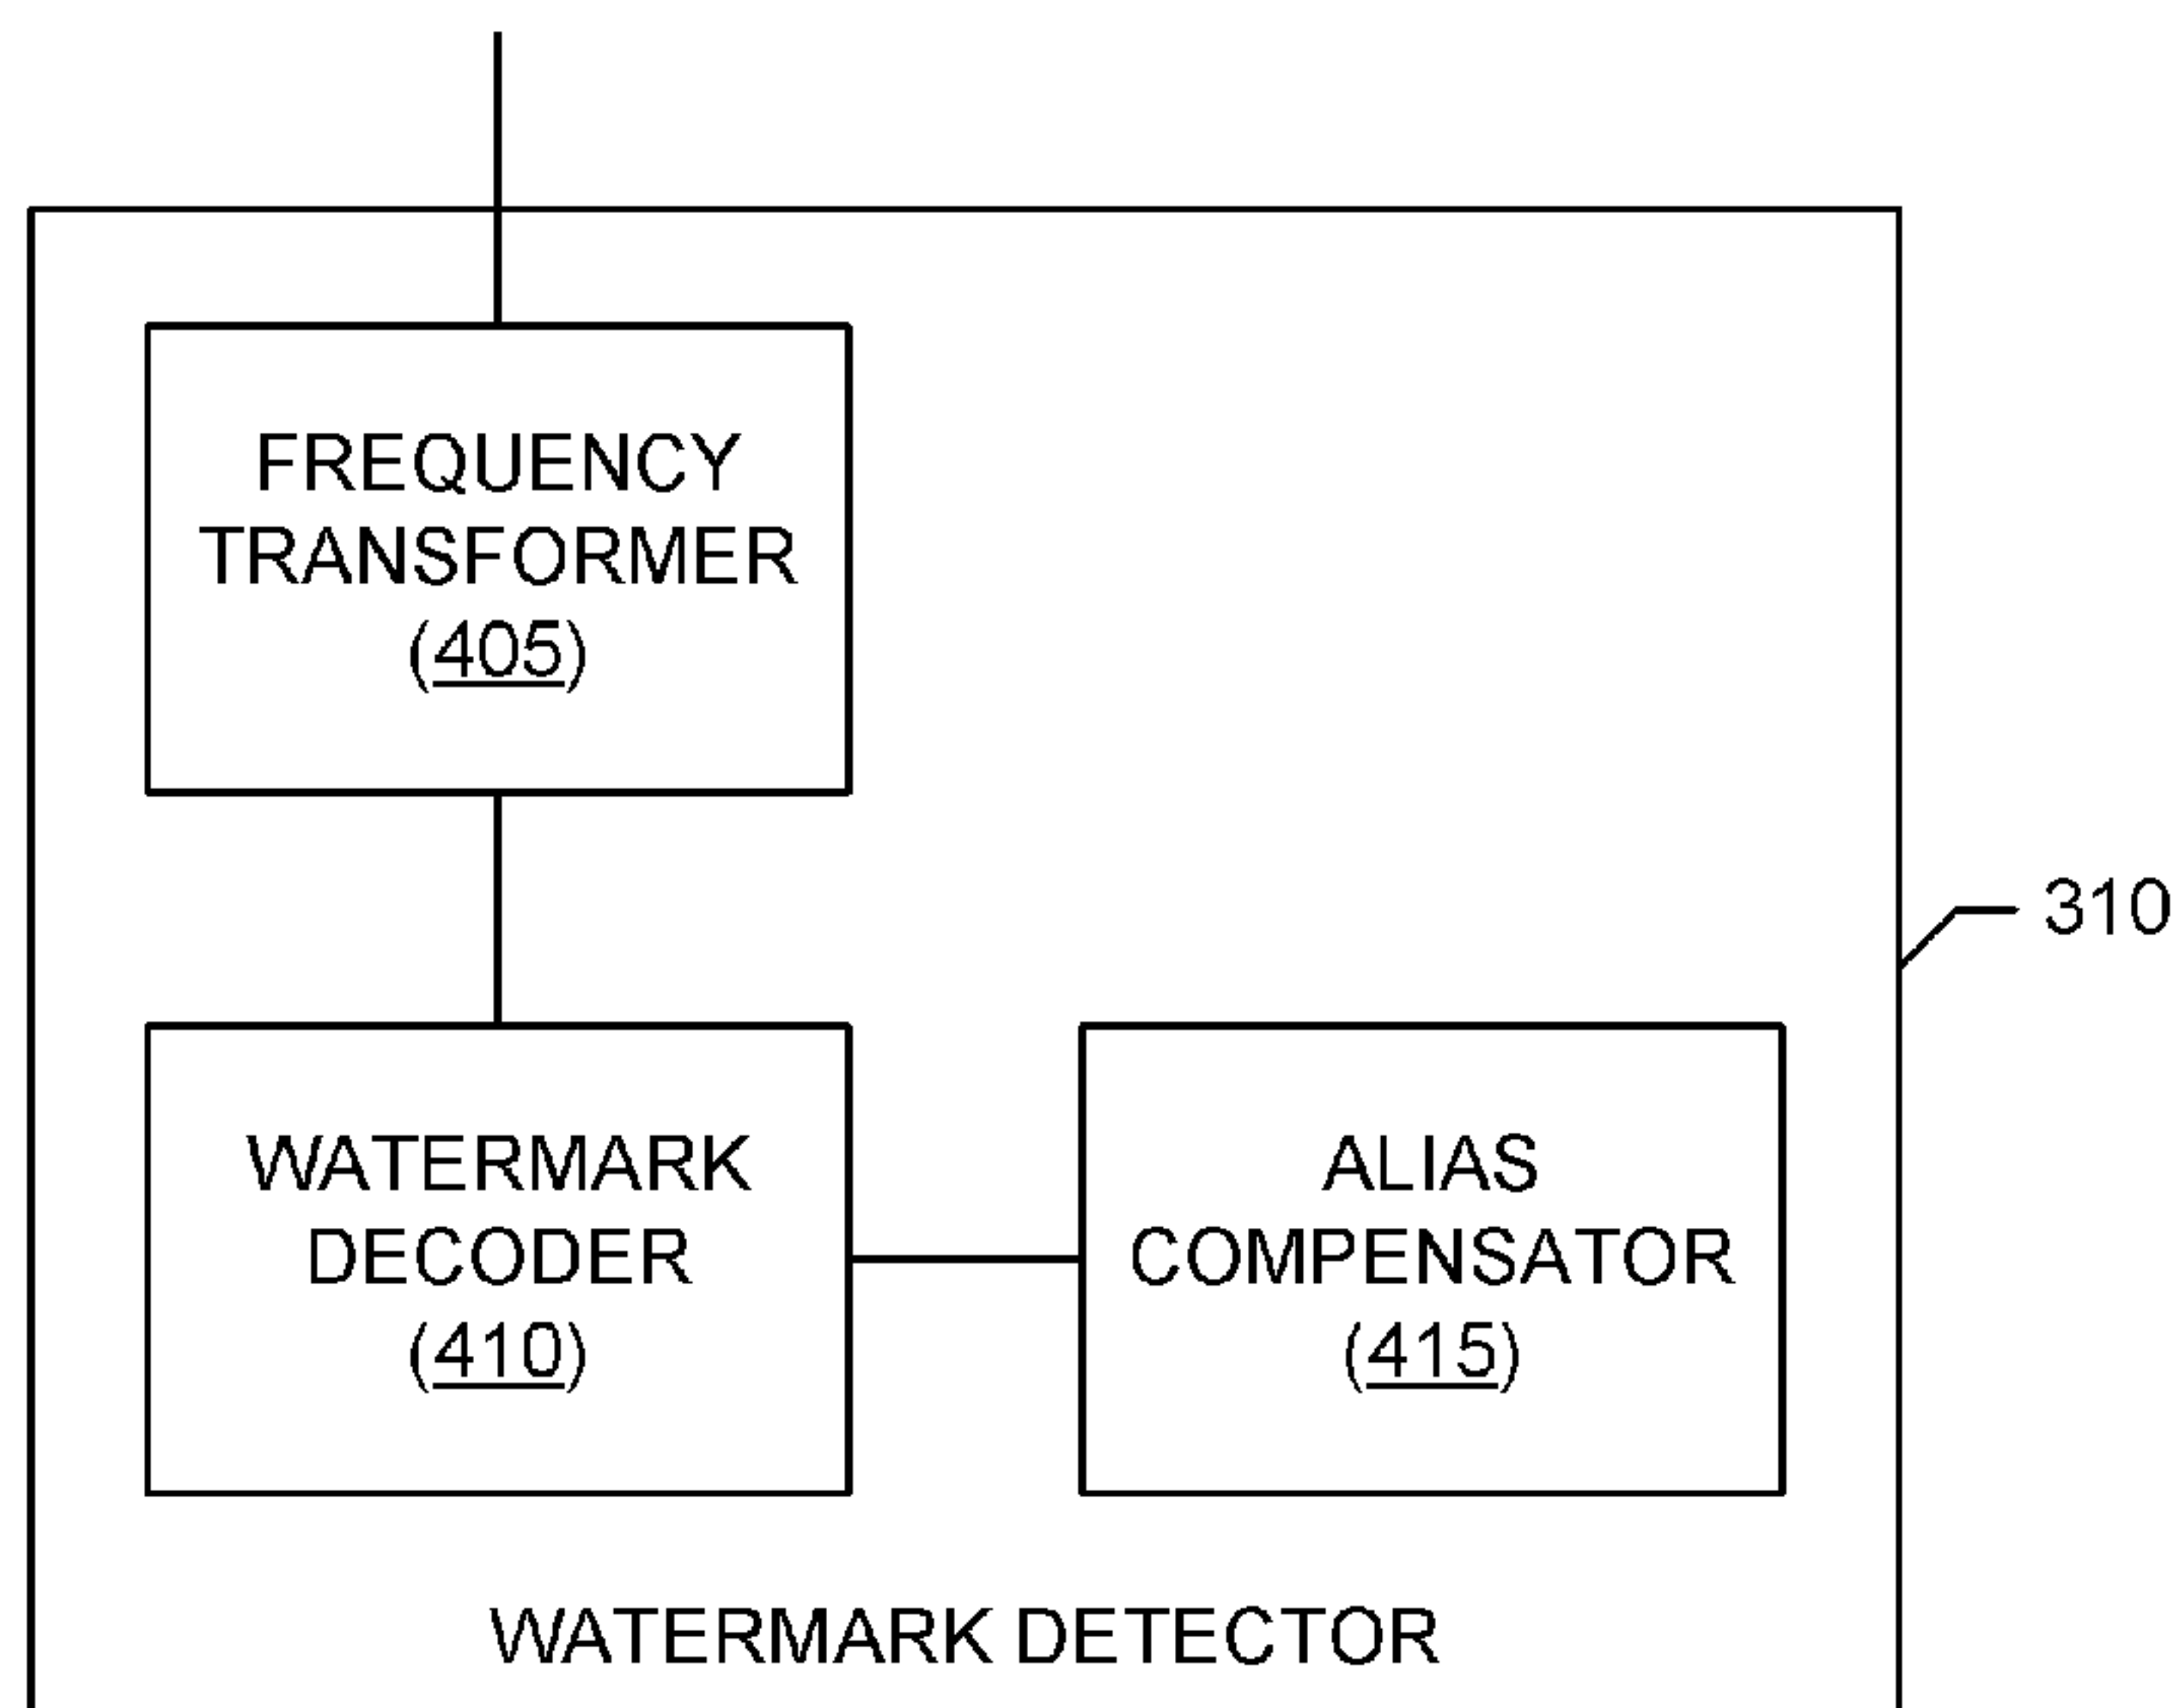 FREQUENCY
TRANSFORMER
(405)
310
WATERMARK
DECODER
(410)
ALIAS
COMPENSATOR
(415)
WATERMARK DETECTOR